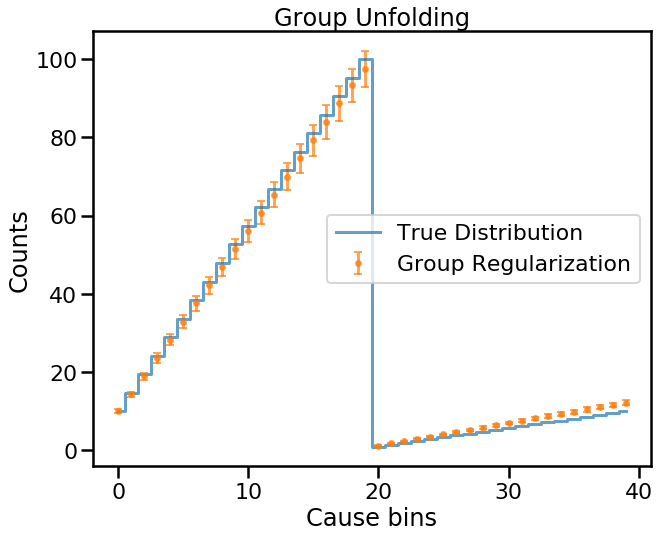 Group Unfolding
100
80
60
40
20
0
Counts
True Distribution
Group Regularization
0 10 20 30 40
Cause bins